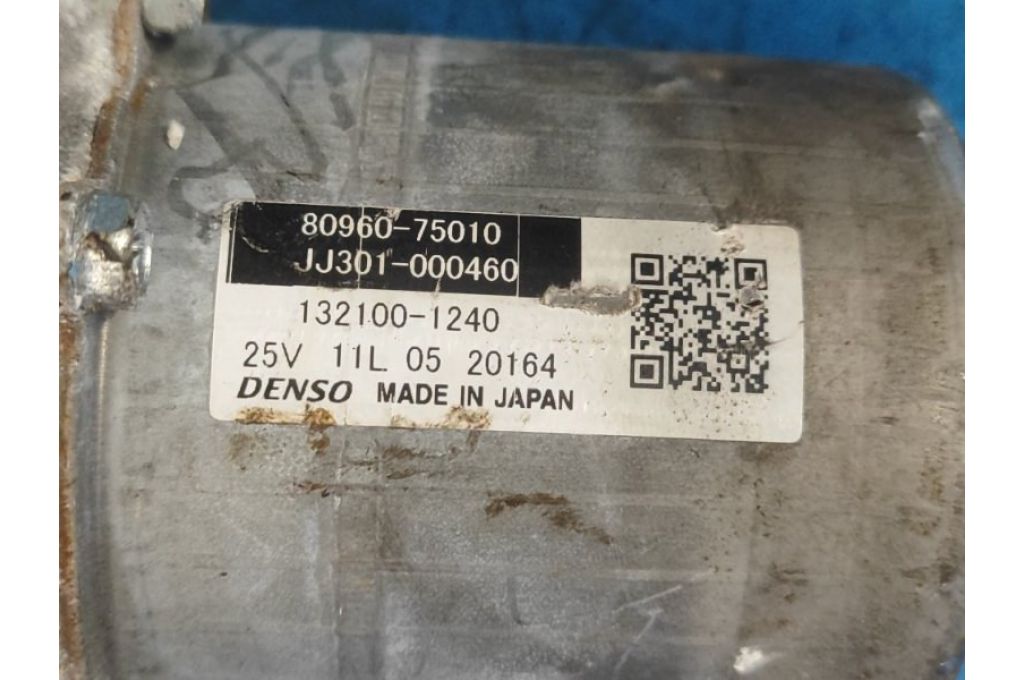 80960-75010
JJ301-000460
132100-1240
25V 11L 05 20164
DENSO MADE IN JAPAN